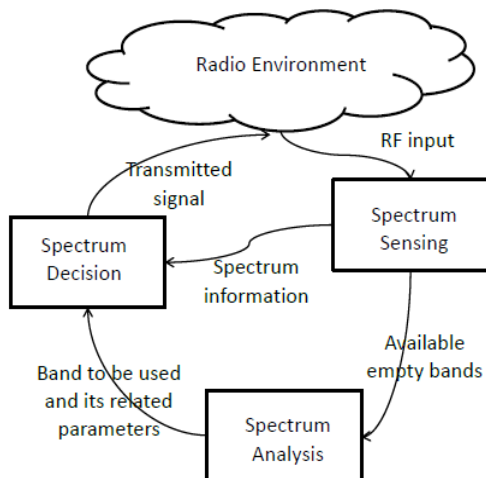 Radio Environment
RF input
Transmitted
signal
Spectrum
Sensing
Spectrum
Decision
Spectrum
information
Available
empty bands
Band to be used
and its related
parameters
Spectrum
Analysis